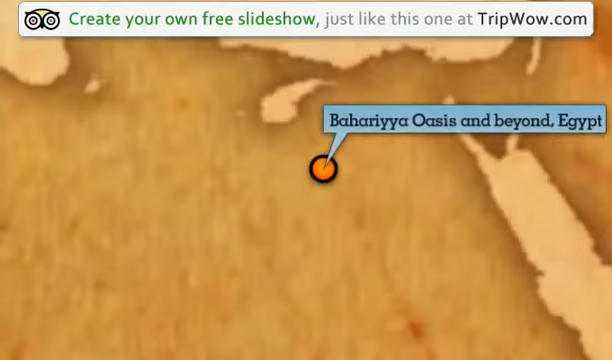 Create your own free slideshow, just like this one at TripWow.com
Bahariyya Oasis and beyond, Egypt